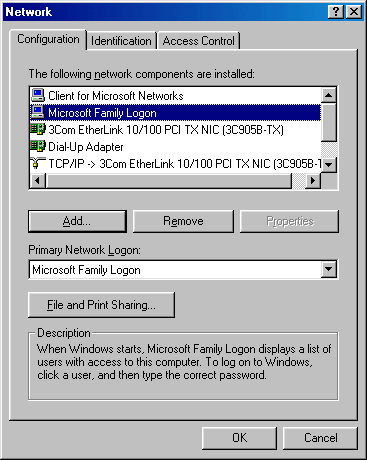 Network
Configuration Identification Access Control
The following network components are installed:
Client for Microsoft Networks
Microsoft Family Logon
3Com EtherLink 10/100 PCI TX NIC (3C905B-TX)
Dial-Up Adapter
TCP/IP -> 3Com EtherLink 10/100 PCI TX NIC (3C905B-T
Add... Remove Properties
Primary Network Logon:
Microsoft Family Logon
File and Print Sharing...
Description
When Windows starts, Microsoft Family Logon displays a list of
users with access to this computer. To log on to Windows,
click a user, and then type the correct password.
OK Cancel